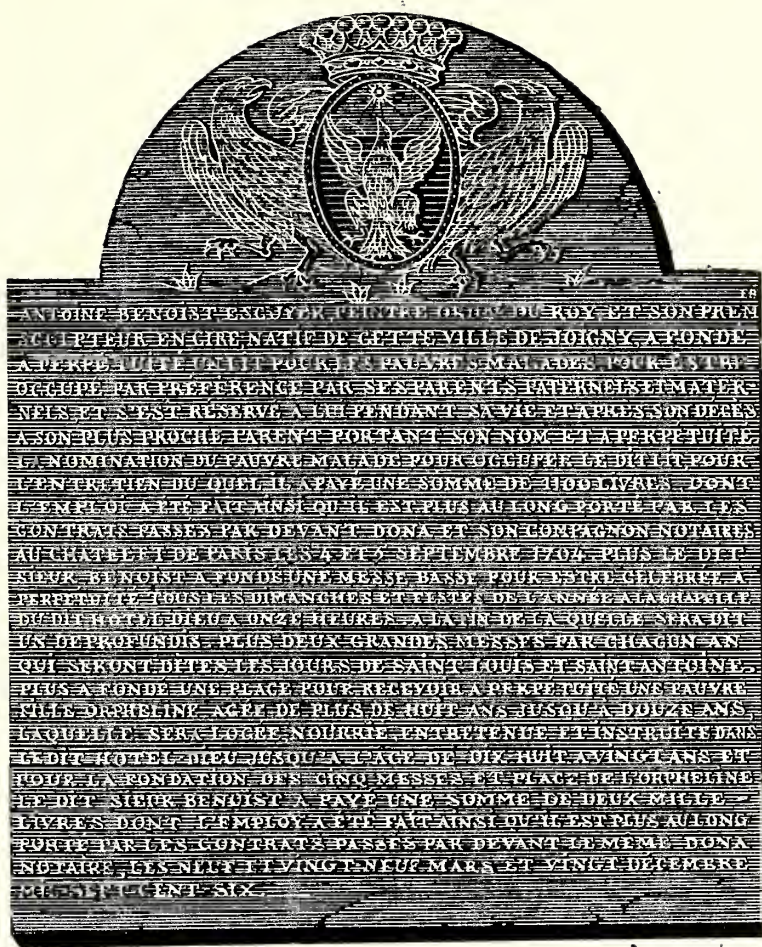 IR
ANTOINE BENOIST ESCUYER PEINTRE ORDRE DU ROY ET SON PREM
SCULPTEUR EN CIRE NATIF DE CETTE VILLE DE JOIGNY, A FONDE
A PERPETUITE UN LIT POUR LES PAUVRES MALADES POUR ESTRE
OCCUPE PAR PREFERENCE PAR SES PARENTS PATERNELS ET MATER-
NELS, ET S'EST RESERVE A LUI PENDANT SA VIE ET APRES SON DECES
A SON PLUS PROCHE PARENT PORTANT SON NOM ET A PERPETUITE
LA NOMINATION DU PAUVRE MALADE POUR OCCUPER LE DIT LIT POUR
L'ENTRETIEN DU QUEL IL A PAYE UNE SOMME DE LIVRES, DONT
L'EMPLOC A ETE FAIT AINSI QU'IL EST PLUS AU LONG PORTE PAR LES
CONTRATS PASSES PAR DEVANT DONA ET SON COMPAGNON NOTAIRES
AU CHATELET DE PARIS LES 4 ET 5 SEPTEMBRE 1704. PLUS LE DIT
SIEUR BENOIST A FONDE UNE MESSE BASSE POUR ESTRE CELEBREE A
PERPETUITE TOUS LES DIMANCHES ET FESTES DE L'ANNEE A LA CHAPELLE
DU DIT HOTEL DIEU A ONZE HEURES, A LA FIN DE LA QUELLE SERA DIT
UN DE PROFUNDIS. PLUS DEUX GRANDES MESSES PAR CHACUN AN
QUI SERONT DITES LES JOURS DE SAINT LOUIS ET SAINT ANTOINE.
PLUS A FONDE UNE PLACE POUR RECEVOIR A PERPETUITE UNE PAUVRE
FILLE ORPHELINE AGEE DE PLUS DE HUIT ANS JUSQU'A DOUZE ANS,
LAQUELLE SERA LOGEE NOURRIE ENTRETENUE ET INSTRUITE DANS
LE DIT HOTEL-DIEU JUSQU'A L'AGE DE DIX HUIT A VINGT ANS ET
POUR LA FONDATION DES CINQ MESSES ET PLACE DE L'ORPHELINE
LE DIT SIEUR BENOIST A PAYE UNE SOMME DE DEUX MILLE
LIVRES DONT L'EMPLOY A ETE FAIT AINSI QU'IL EST PLUS AU LONG
PORTE PAR LES CONTRATS PASSES PAR DEVANT LE MEME DONA
NOTAIRE, LES NEUF ET VINGT-NEUF MARS ET VINGT DECEMBRE
MIL SEPT CENT SIX.